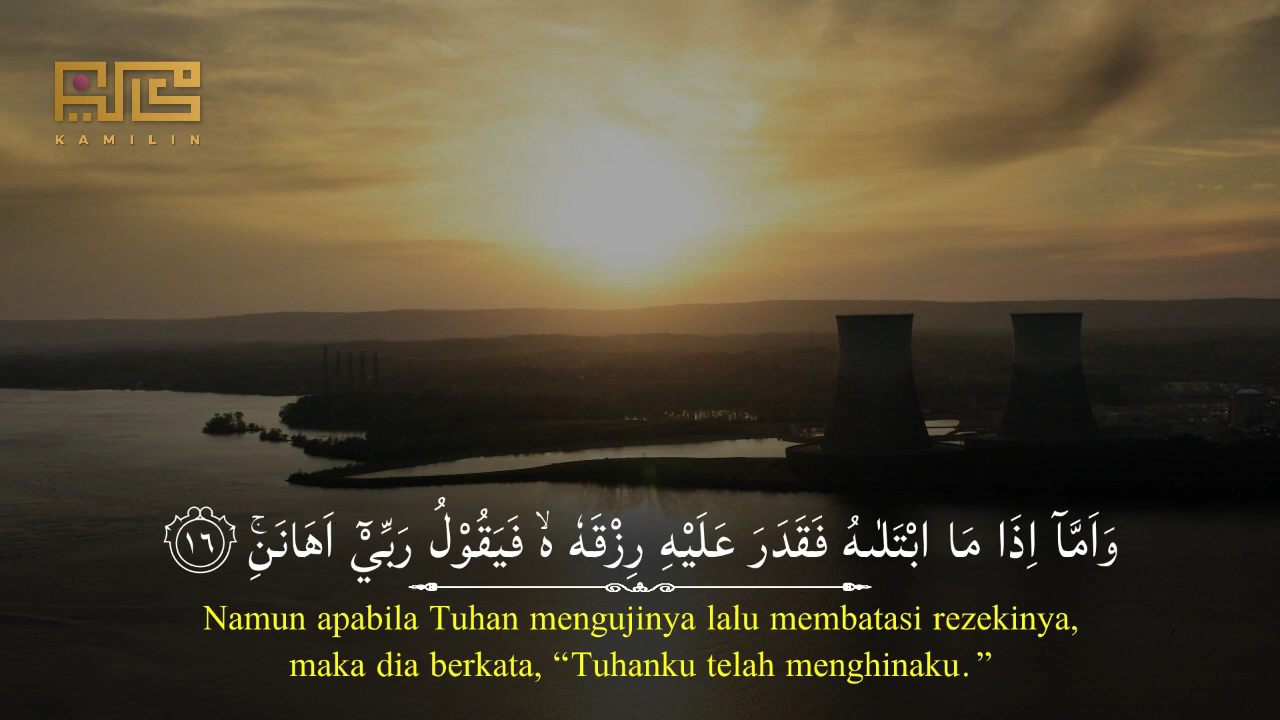 KAMILIN
وَاَمَّآ اِذَا مَا ابْتَلٰىهُ فَقَدَرَ عَلَيْهِ رِزْقَهٗ ەۙ فَيَقُوْلُ رَبِّيْٓ اَهَانَنِۚ ١٦
Namun apabila Tuhan mengujinya lalu membatasi rezekinya,
maka dia berkata, “Tuhanku telah menghinaku.”